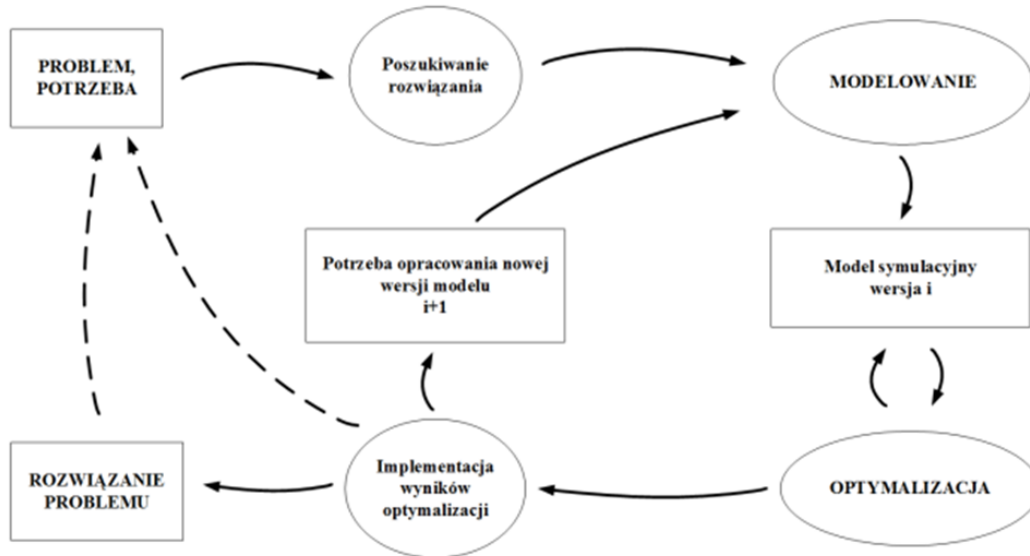 PROBLEM,
POTRZEBA
Poszukiwanie
rozwiązania
MODELOWANIE
Potrzeba opracowania nowej
wersji modelu
i+1
Model symulacyjny
wersja i
ROZWIĄZANIE
PROBLEMU
Implementacja
wyników
optymalizacji
OPTYMALIZACJA